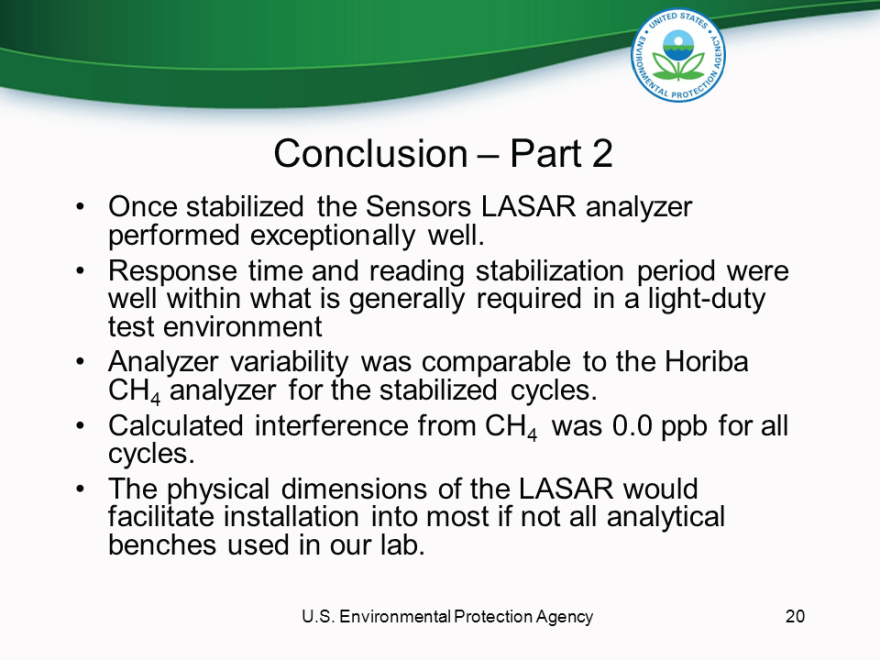 UNITED STATES
ENVIRONMENTAL PROTECTION AGENCY
Conclusion – Part 2
• Once stabilized the Sensors LASAR analyzer
performed exceptionally well.
• Response time and reading stabilization period were
well within what is generally required in a light-duty
test environment
• Analyzer variability was comparable to the Horiba
CH₄ analyzer for the stabilized cycles.
• Calculated interference from CH₄ was 0.0 ppb for all
cycles.
• The physical dimensions of the LASAR would
facilitate installation into most if not all analytical
benches used in our lab.
U.S. Environmental Protection Agency
20